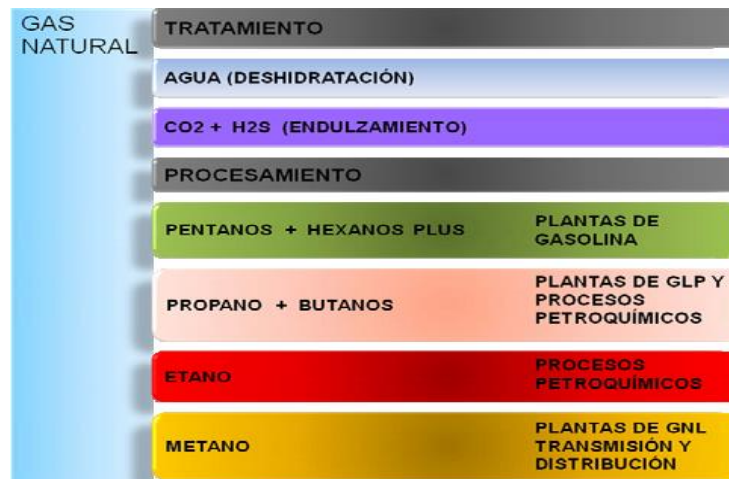 GAS
NATURAL
TRATAMIENTO
AGUA (DESHIDRATACIÓN)
CO2 + H2S (ENDULZAMIENTO)
PROCESAMIENTO
PENTANOS + HEXANOS PLUS
PLANTAS DE
GASOLINA
PROPANO + BUTANOS
PLANTAS DE GLP Y
PROCESOS
PETROQUÍMICOS
ETANO
PROCESOS
PETROQUÍMICOS
METANO
PLANTAS DE GNL
TRANSMISIÓN Y
DISTRIBUCIÓN